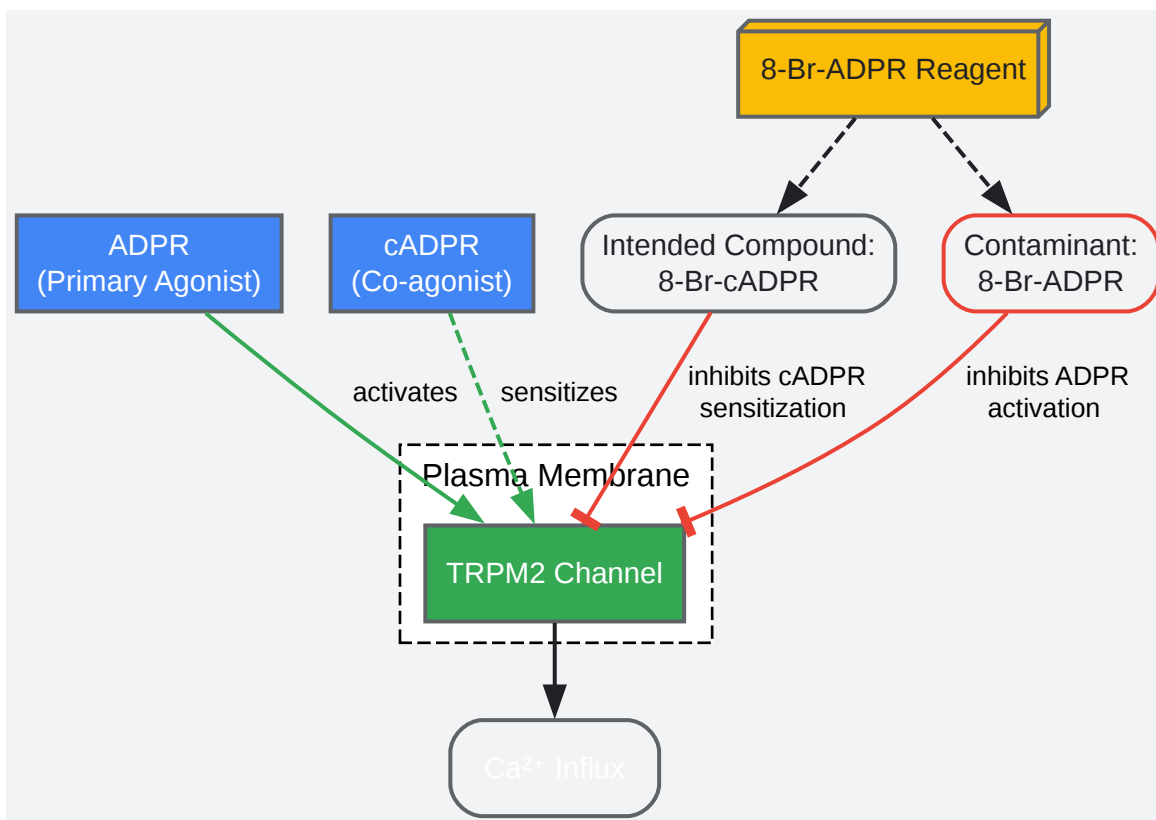 8-Br-ADPR Reagent
ADPR
(Primary Agonist)
cADPR
(Co-agonist)
Intended Compound:
8-Br-cADPR
Contaminant:
8-Br-ADPR
activates
sensitizes
inhibits cADPR
sensitization
inhibits ADPR
activation
Plasma Membrane
TRPM2 Channel
Ca²⁺ Influx